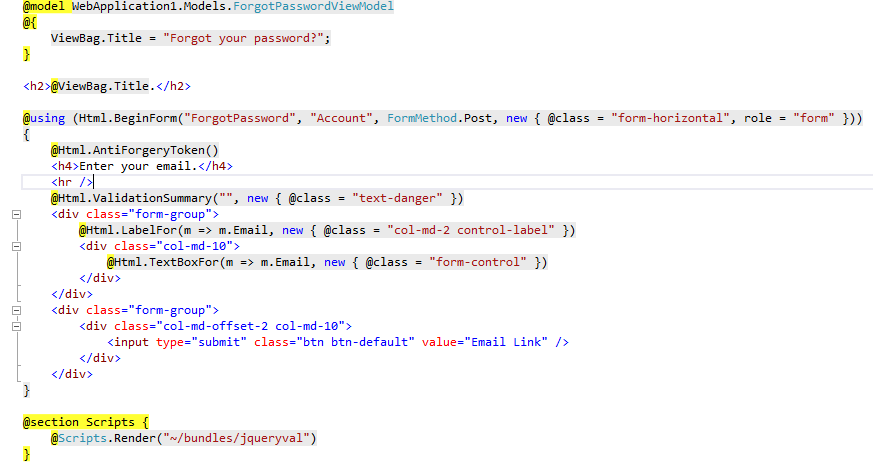 @model WebApplication1.Models.ForgotPasswordViewModel
@{
    ViewBag.Title = "Forgot your password?";
}

<h2>@ViewBag.Title.</h2>

@using (Html.BeginForm("ForgotPassword", "Account", FormMethod.Post, new { @class = "form-horizontal", role = "form" }))
{
    @Html.AntiForgeryToken()
    <h4>Enter your email.</h4>
    <hr />
    @Html.ValidationSummary("", new { @class = "text-danger" })
    <div class="form-group">
        @Html.LabelFor(m => m.Email, new { @class = "col-md-2 control-label" })
        <div class="col-md-10">
            @Html.TextBoxFor(m => m.Email, new { @class = "form-control" })
        </div>
    </div>
    <div class="form-group">
        <div class="col-md-offset-2 col-md-10">
            <input type="submit" class="btn btn-default" value="Email Link" />
        </div>
    </div>
}

@section Scripts {
    @Scripts.Render("~/bundles/jqueryval")
}